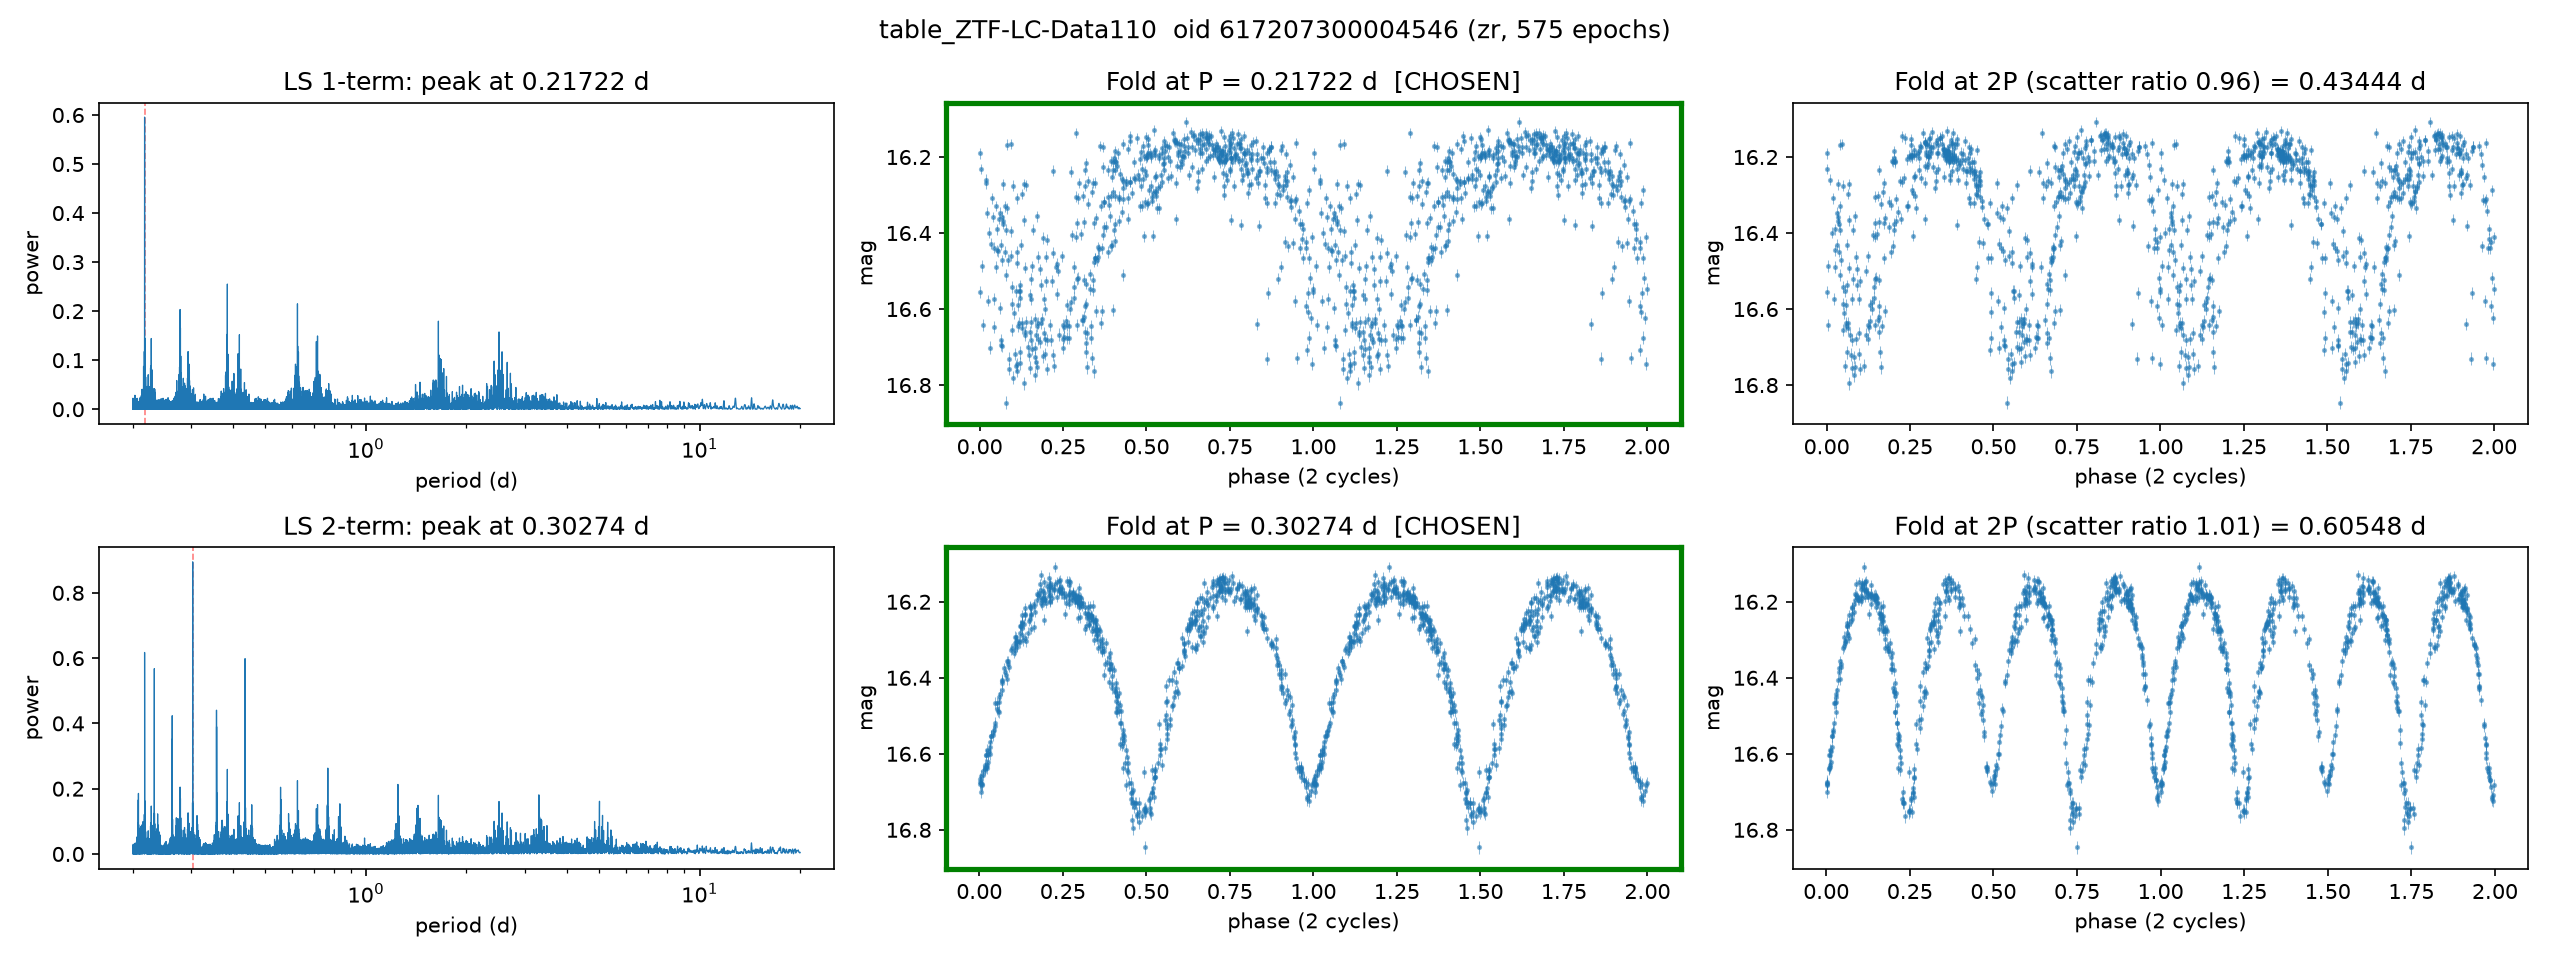 table_ZTF-LC-Data110  oid 617207300004546 (zr, 575 epochs)
LS 1-term: peak at 0.21722 d
0.6
0.5
0.4
0.3
0.2
0.1
0.0
power
10⁰
10¹
period (d)
Fold at P = 0.21722 d  [CHOSEN]
16.2
16.4
16.6
16.8
mag
0.00 0.25 0.50 0.75 1.00 1.25 1.50 1.75 2.00
phase (2 cycles)
Fold at 2P (scatter ratio 0.96) = 0.43444 d
16.2
16.4
16.6
16.8
mag
0.00 0.25 0.50 0.75 1.00 1.25 1.50 1.75 2.00
phase (2 cycles)
LS 2-term: peak at 0.30274 d
0.8
0.6
0.4
0.2
0.0
power
10⁰
10¹
period (d)
Fold at P = 0.30274 d  [CHOSEN]
16.2
16.4
16.6
16.8
mag
0.00 0.25 0.50 0.75 1.00 1.25 1.50 1.75 2.00
phase (2 cycles)
Fold at 2P (scatter ratio 1.01) = 0.60548 d
16.2
16.4
16.6
16.8
mag
0.00 0.25 0.50 0.75 1.00 1.25 1.50 1.75 2.00
phase (2 cycles)